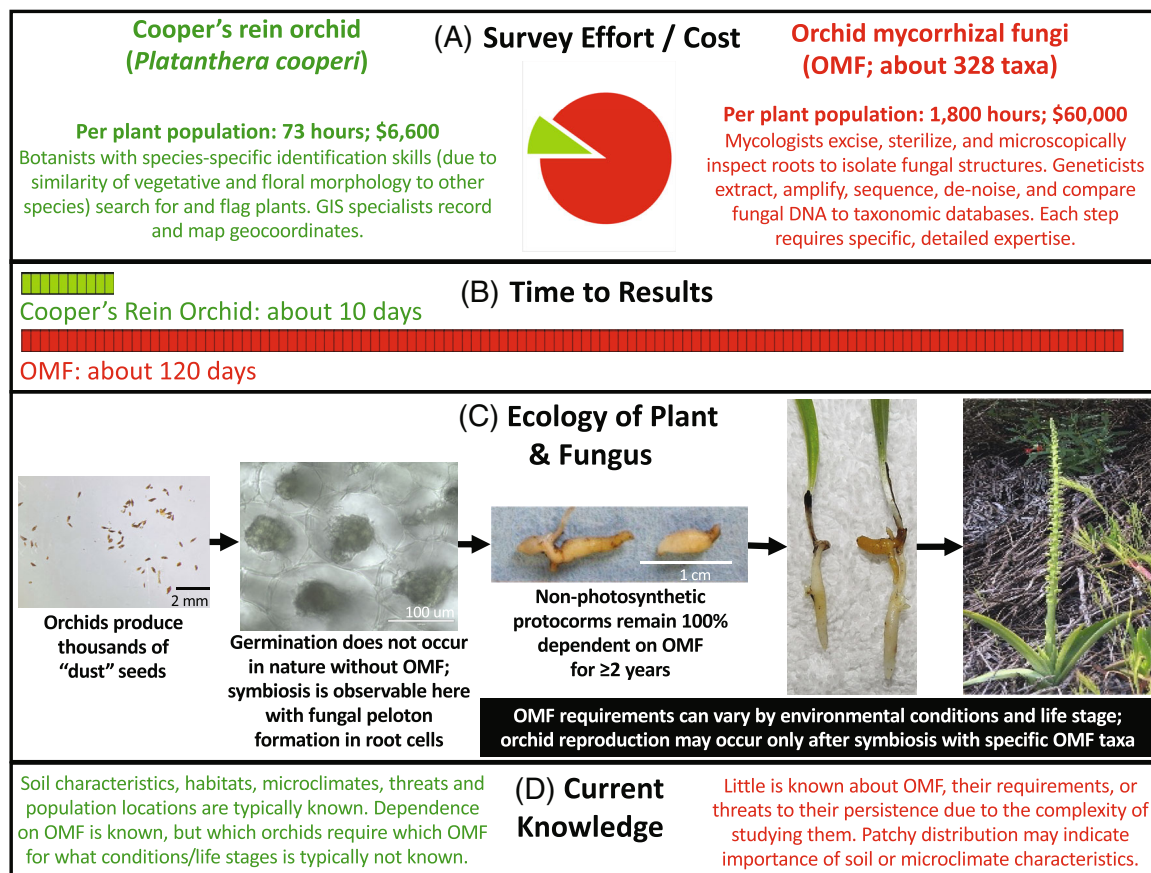 Cooper's rein orchid
(Platanthera cooperi)
(A) Survey Effort / Cost
Orchid mycorrhizal fungi
(OMF; about 328 taxa)
Per plant population: 73 hours; $6,600
Botanists with species-specific identification skills (due to
similarity of vegetative and floral morphology to other
species) search for and flag plants. GIS specialists record
and map geocoordinates.
Per plant population: 1,800 hours; $60,000
Mycologists excise, sterilize, and microscopically
inspect roots to isolate fungal structures. Geneticists
extract, amplify, sequence, de-noise, and compare
fungal DNA to taxonomic databases. Each step
requires specific, detailed expertise.
(B) Time to Results
Cooper's Rein Orchid: about 10 days
OMF: about 120 days
(C) Ecology of Plant
& Fungus
2 mm
Orchids produce
thousands of
“dust” seeds
100 um
Germination does not occur
in nature without OMF;
symbiosis is observable here
with fungal peloton
formation in root cells
1 cm
Non-photosynthetic
protocorms remain 100%
dependent on OMF
for ≥2 years
OMF requirements can vary by environmental conditions and life stage;
orchid reproduction may occur only after symbiosis with specific OMF taxa
Soil characteristics, habitats, microclimates, threats and
population locations are typically known. Dependence
on OMF is known, but which orchids require which OMF
for what conditions/life stages is typically not known.
(D) Current
Knowledge
Little is known about OMF, their requirements, or
threats to their persistence due to the complexity of
studying them. Patchy distribution may indicate
importance of soil or microclimate characteristics.